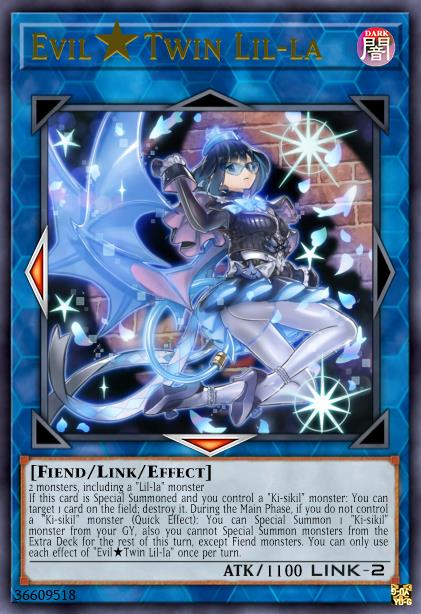 Evil★Twin Lil-la
DARK
闇
[Fiend/Link/Effect]
2 monsters, including a "Lil-la" monster
If this card is Special Summoned and you control a "Ki-sikil" monster: You can
target 1 card on the field; destroy it. During the Main Phase, if you do not control
a "Ki-sikil" monster (Quick Effect): You can Special Summon 1 "Ki-sikil"
monster from your GY, also you cannot Special Summon monsters from the
Extra Deck for the rest of this turn, except Fiend monsters. You can only use
each effect of "Evil★Twin Lil-la" once per turn.
ATK/1100 LINK-2
36609518